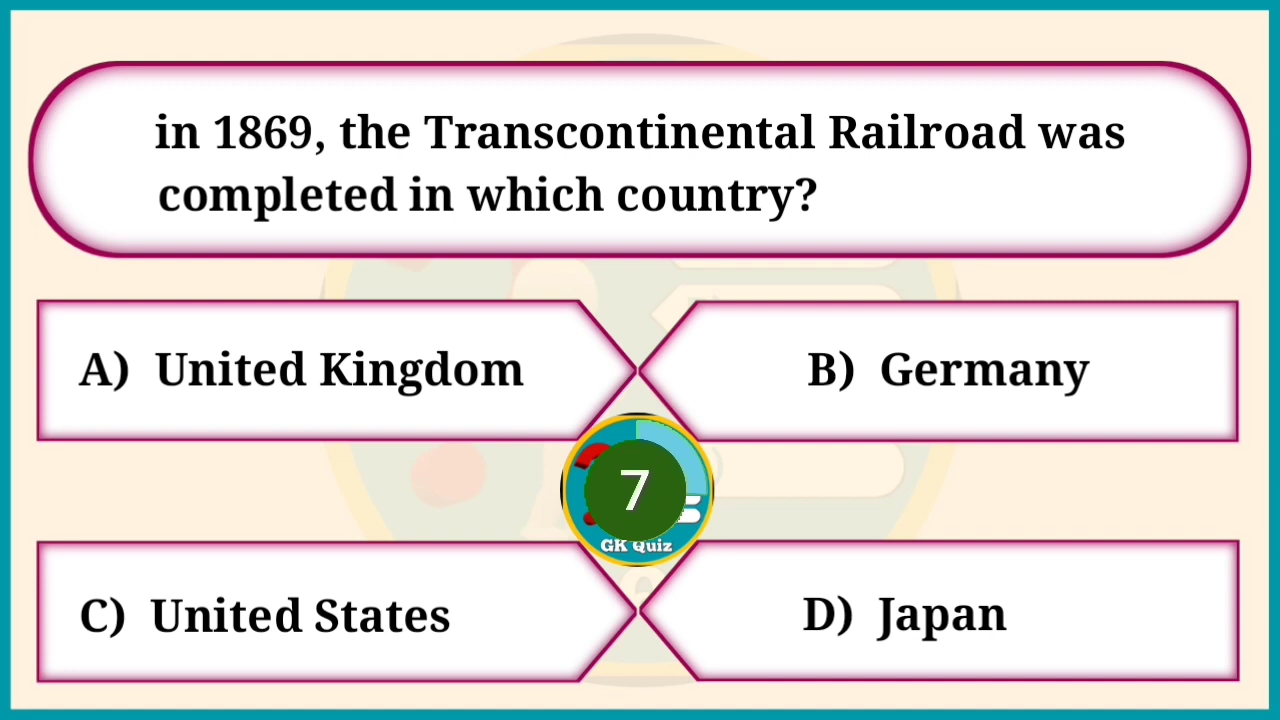 in 1869, the Transcontinental Railroad was
completed in which country?
A) United Kingdom
B) Germany
7
GK Quiz
C) United States
D) Japan